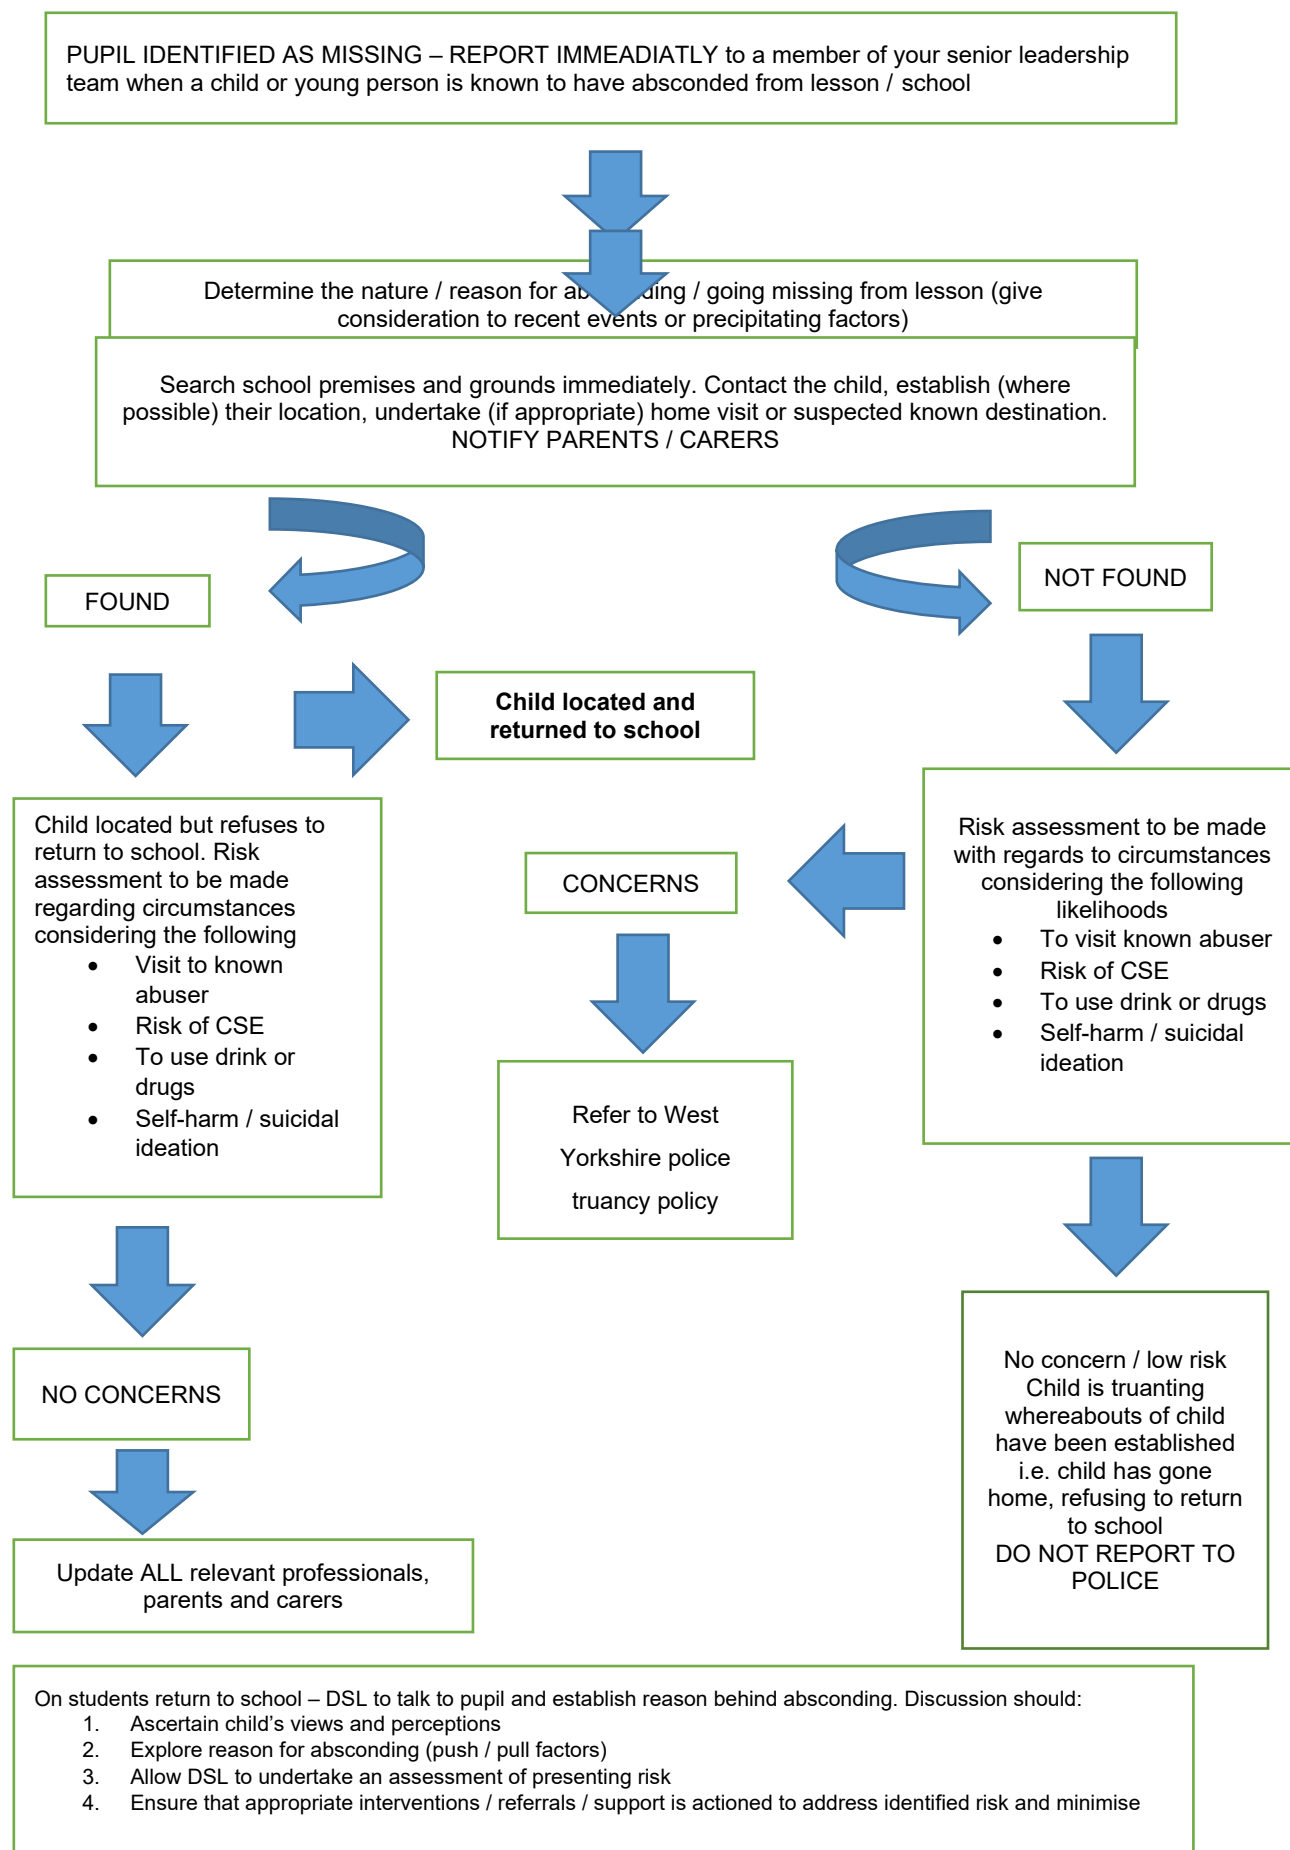 PUPIL IDENTIFIED AS MISSING – REPORT IMMEADIATLY to a member of your senior leadership
team when a child or young person is known to have absconded from lesson / school
Determine the nature / reason for ab ding / going missing from lesson (give
consideration to recent events or precipitating factors)
Search school premises and grounds immediately. Contact the child, establish (where
possible) their location, undertake (if appropriate) home visit or suspected known destination.
NOTIFY PARENTS / CARERS
FOUND
NOT FOUND
Child located and
returned to school
Child located but refuses to
return to school. Risk
assessment to be made
regarding circumstances
considering the following
• Visit to known
abuser
• Risk of CSE
• To use drink or
drugs
• Self-harm / suicidal
ideation
CONCERNS
Risk assessment to be made
with regards to circumstances
considering the following
likelihoods
• To visit known abuser
• Risk of CSE
• To use drink or drugs
• Self-harm / suicidal
ideation
Refer to West
Yorkshire police
truancy policy
NO CONCERNS
No concern / low risk
Child is truanting
whereabouts of child
have been established
i.e. child has gone
home, refusing to return
to school
DO NOT REPORT TO
POLICE
Update ALL relevant professionals,
parents and carers
On students return to school – DSL to talk to pupil and establish reason behind absconding. Discussion should:
1. Ascertain child’s views and perceptions
2. Explore reason for absconding (push / pull factors)
3. Allow DSL to undertake an assessment of presenting risk
4. Ensure that appropriate interventions / referrals / support is actioned to address identified risk and minimise